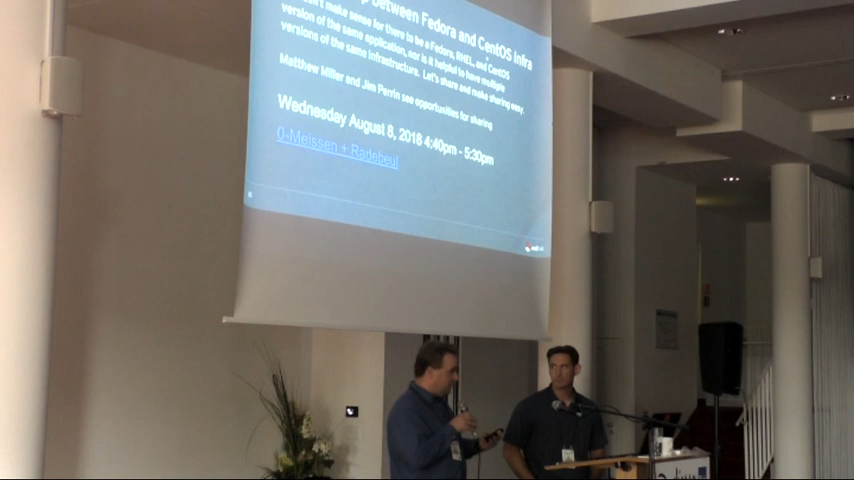 between Fedora and CentOS Infra
make sense for there to be a Fedora, RHEL, and CentOS
version of the same application, nor is it helpful to have multiple
versions of the same infrastructure. Let's share and make sharing easy.
Matthew Miller and Jim Perrin see opportunities for sharing
Wednesday August 8, 2018 4:40pm - 5:30pm
0-Meissen + Radebeul